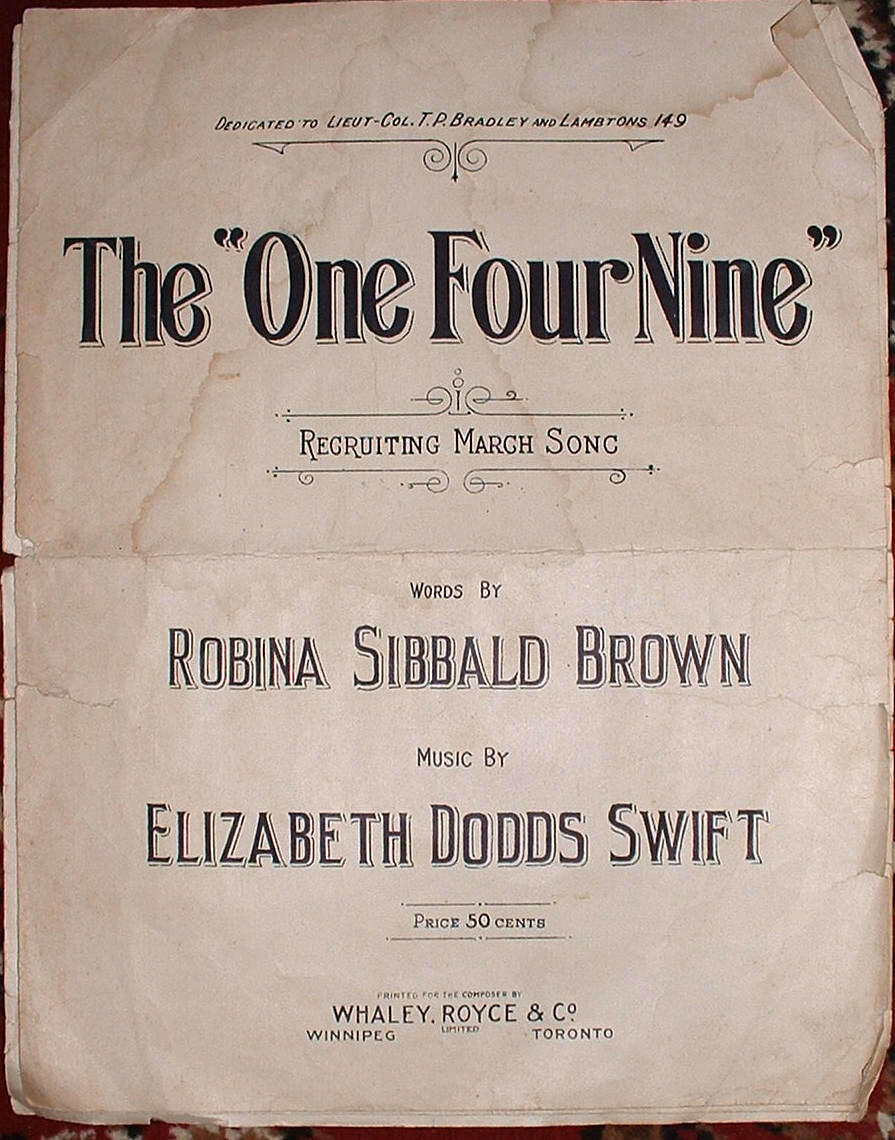 DEDICATED TO LIEUT-COL. T.P. BRADLEY AND LAMBTONS 149
The "One Four Nine"
RECRUITING MARCH SONG
WORDS BY
ROBINA SIBBALD BROWN
MUSIC BY
ELIZABETH DODDS SWIFT
PRICE 50 CENTS
PRINTED FOR THE COMPOSER BY
WHALEY, ROYCE & Co.
LIMITED
WINNIPEG TORONTO